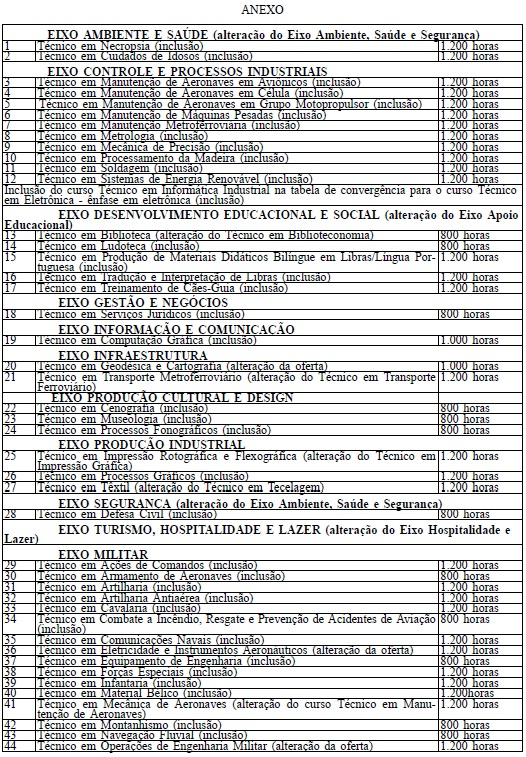 ANEXO
EIXO AMBIENTE E SAÚDE (alteração do Eixo Ambiente, Saúde e Segurança)
1 Técnico em Necropsia (inclusão) 1.200 horas
2 Técnico em Cuidados de Idosos (inclusão) 1.200 horas
EIXO CONTROLE E PROCESSOS INDUSTRIAIS
3 Técnico em Manutenção de Aeronaves em Aviônicos (inclusão) 1.200 horas
4 Técnico em Manutenção de Aeronaves em Célula (inclusão) 1.200 horas
5 Técnico em Manutenção de Aeronaves em Grupo Motopropulsor (inclusão) 1.200 horas
6 Técnico em Manutenção de Máquinas Pesadas (inclusão) 1.200 horas
7 Técnico em Manutenção Metroferroviária (inclusão) 1.200 horas
8 Técnico em Metrologia (inclusão) 1.200 horas
9 Técnico em Mecânica de Precisão (inclusão) 1.200 horas
10 Técnico em Processamento da Madeira (inclusão) 1.200 horas
11 Técnico em Soldagem (inclusão) 1.200 horas
12 Técnico em Sistemas de Energia Renovável (inclusão) 1.200 horas
Inclusão do curso Técnico em Informática Industrial na tabela de convergência para o curso Técnico
em Eletrônica - ênfase em eletrônica (inclusão)
EIXO DESENVOLVIMENTO EDUCACIONAL E SOCIAL (alteração do Eixo Apoio
Educacional)
13 Técnico em Biblioteca (alteração do Técnico em Biblioteconomia) 800 horas
14 Técnico em Ludoteca (inclusão) 800 horas
15 Técnico em Produção de Materiais Didáticos Bilíngue em Libras/Língua Por- 1.200 horas
tuguesa (inclusão)
16 Técnico em Tradução e Interpretação de Libras (inclusão) 1.200 horas
17 Técnico em Treinamento de Cães-Guia (inclusão) 1.200 horas
EIXO GESTÃO E NEGÓCIOS
18 Técnico em Serviços Jurídicos (inclusão) 800 horas
EIXO INFORMAÇÃO E COMUNICAÇÃO
19 Técnico em Computação Gráfica (inclusão) 1.000 horas
EIXO INFRAESTRUTURA
20 Técnico em Geodésica e Cartografia (alteração da oferta) 1.000 horas
21 Técnico em Transporte Metroferroviário (alteração do Técnico em Transporte 1.200 horas
Ferroviário)
EIXO PRODUÇÃO CULTURAL E DESIGN
22 Técnico em Cenografia (inclusão) 800 horas
23 Técnico em Museologia (inclusão) 800 horas
24 Técnico em Processos Fonográficos (inclusão) 800 horas
EIXO PRODUÇÃO INDUSTRIAL
25 Técnico em Impressão Rotográfica e Flexográfica (alteração do Técnico em 1.200 horas
Impressão Gráfica)
26 Técnico em Processos Gráficos (inclusão) 1.200 horas
27 Técnico em Têxtil (alteração do Técnico em Tecelagem) 1.200 horas
EIXO SEGURANÇA (alteração do Eixo Ambiente, Saúde e Segurança)
28 Técnico em Defesa Civil (inclusão) 800 horas
EIXO TURISMO, HOSPITALIDADE E LAZER (alteração do Eixo Hospitalidade e
Lazer)
EIXO MILITAR
29 Técnico em Ações de Comandos (inclusão) 1.200 horas
30 Técnico em Armamento de Aeronaves (inclusão) 800 horas
31 Técnico em Artilharia (inclusão) 1.200 horas
32 Técnico em Artilharia Antiaérea (inclusão) 1.200 horas
33 Técnico em Cavalaria (inclusão) 1.200 horas
34 Técnico em Combate a Incêndio, Resgate e Prevenção de Acidentes de Aviação 800 horas
(inclusão)
35 Técnico em Comunicações Navais (inclusão) 1.200 horas
36 Técnico em Eletricidade e Instrumentos Aeronáuticos (alteração da oferta) 1.200 horas
37 Técnico em Equipamento de Engenharia (inclusão) 800 horas
38 Técnico em Forças Especiais (inclusão) 1.200 horas
39 Técnico em Infantaria (inclusão) 1.200 horas
40 Técnico em Material Bélico (inclusão) 1.200horas
41 Técnico em Mecânica de Aeronaves (alteração do curso Técnico em Manu- 1.200 horas
tenção de Aeronaves)
42 Técnico em Montanhismo (inclusão) 800 horas
43 Técnico em Navegação Fluvial (inclusão) 800 horas
44 Técnico em Operações de Engenharia Militar (alteração da oferta) 1.200 horas